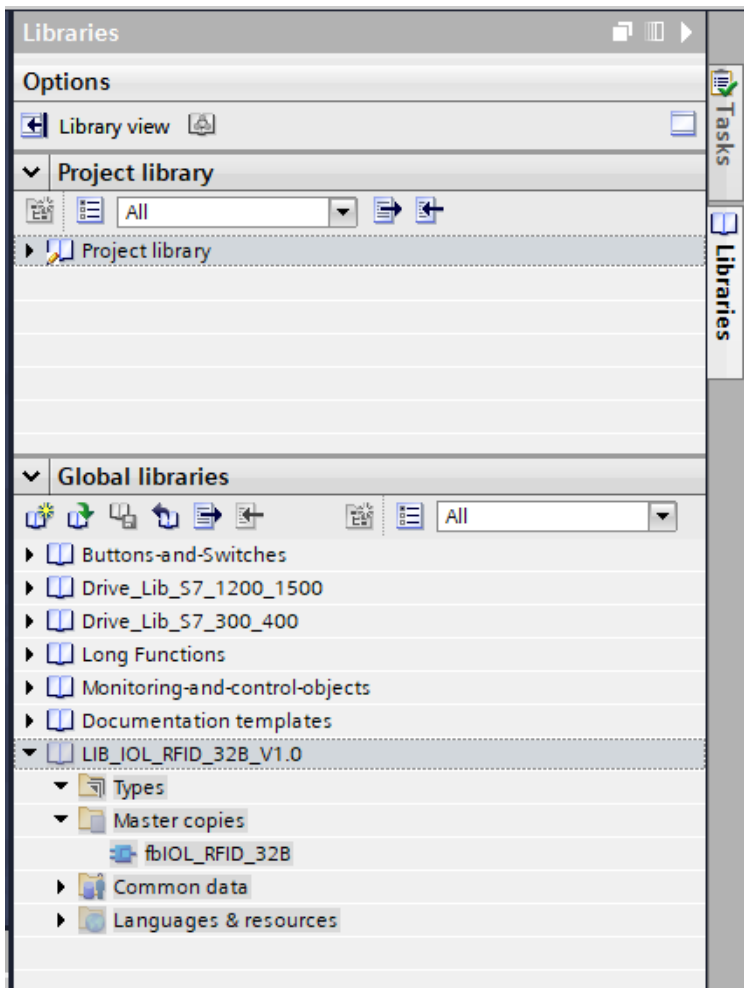 Libraries
Options
Library view
Project library
All
Project library
Global libraries
All
Buttons-and-Switches
Drive_Lib_S7_1200_1500
Drive_Lib_S7_300_400
Long Functions
Monitoring-and-control-objects
Documentation templates
LIB_IOL_RFID_32B_V1.0
Types
Master copies
fbIOL_RFID_32B
Common data
Languages & resources
Tasks
Libraries